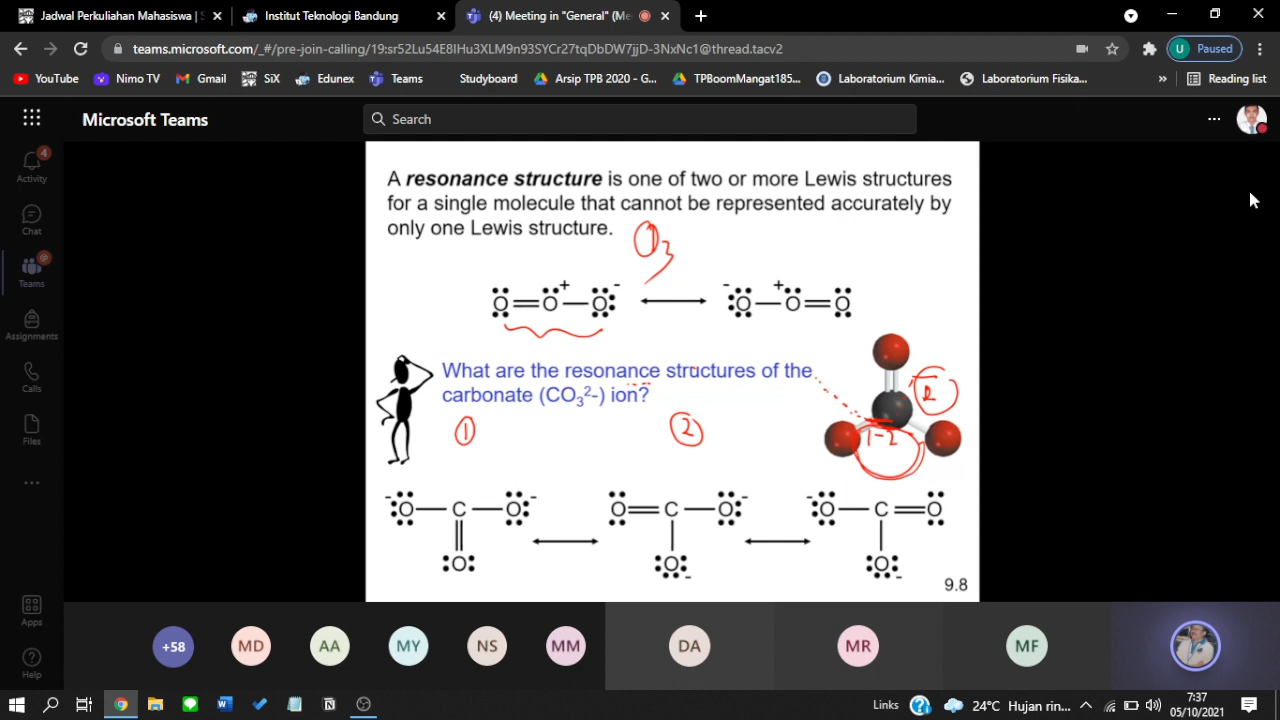 Jadwal Perkuliahan Mahasiswa |
Institut Teknologi Bandung
(4) Meeting in "General" (Me
teams.microsoft.com/_#/pre-join-calling/19:sr52Lu54E8IHu3XLM9n93SYCr27tqDbDW7jjD-3NxNc1@thread.tacv2
U Paused
YouTube Nimo TV Gmail SIX Edunex Teams Studyboard Arsip TPB 2020 - G... TPBcomMangat185... Laboratorium Kimia... Laboratorium Fisika... » Reading list
Microsoft Teams
Search
4
Activity
Chat
@
Teams
Assignments
Calls
Files
Apps
Help
A resonance structure is one of two or more Lewis structures
for a single molecule that cannot be represented accurately by
only one Lewis structure.
O3
O=O+—O- ↔ -O—O+=O
What are the resonance structures of the
carbonate (CO₃²-) ion?
2
1-2
1 2
-O—C—O- ↔ O=C—O- ↔ -O—C=O
O O- O-
9.8
+58 MD AA MY NS MM DA MR MF
Links 24°C Hujan rin... 7:37
05/10/2021